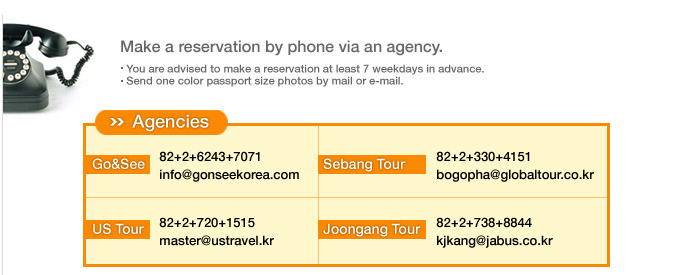 Make a reservation by phone via an agency.
· You are advised to make a reservation at least 7 weekdays in advance.
· Send one color passport size photos by mail or e-mail.
›› Agencies
Go&See
82+2+6243+7071
info@gonseekorea.com
Sebang Tour
82+2+330+4151
bogopha@globaltour.co.kr
US Tour
82+2+720+1515
master@ustravel.kr
Joongang Tour
82+2+738+8844
kjkang@jabus.co.kr